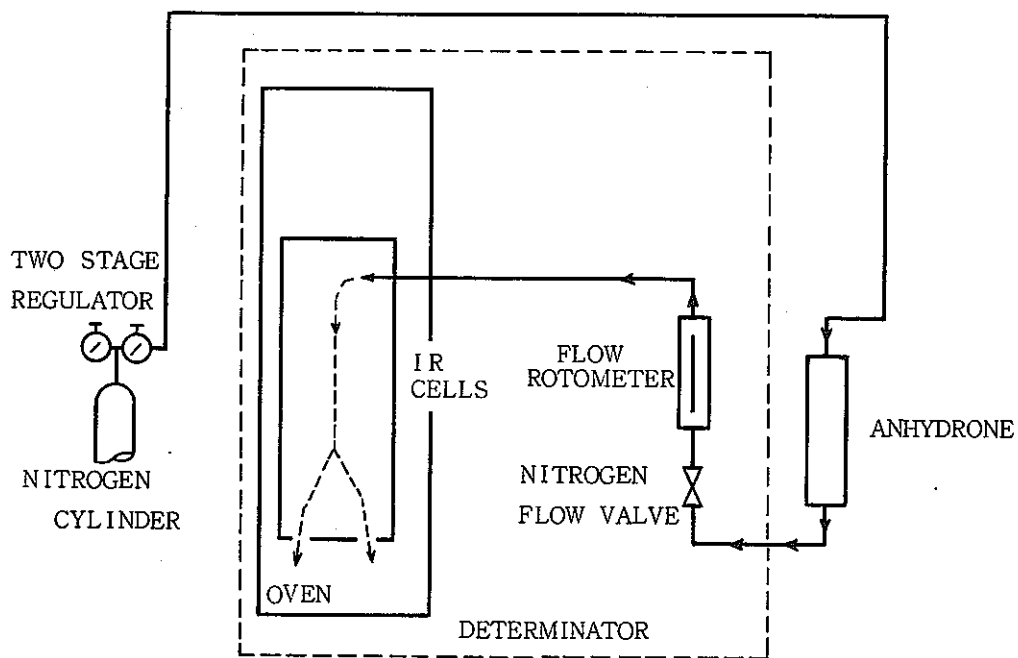 TWO STAGE
REGULATOR
NITROGEN
CYLINDER
IR
CELLS
OVEN
FLOW
ROTOMETER
NITROGEN
FLOW VALVE
ANHYDRONE
DETERMINATOR